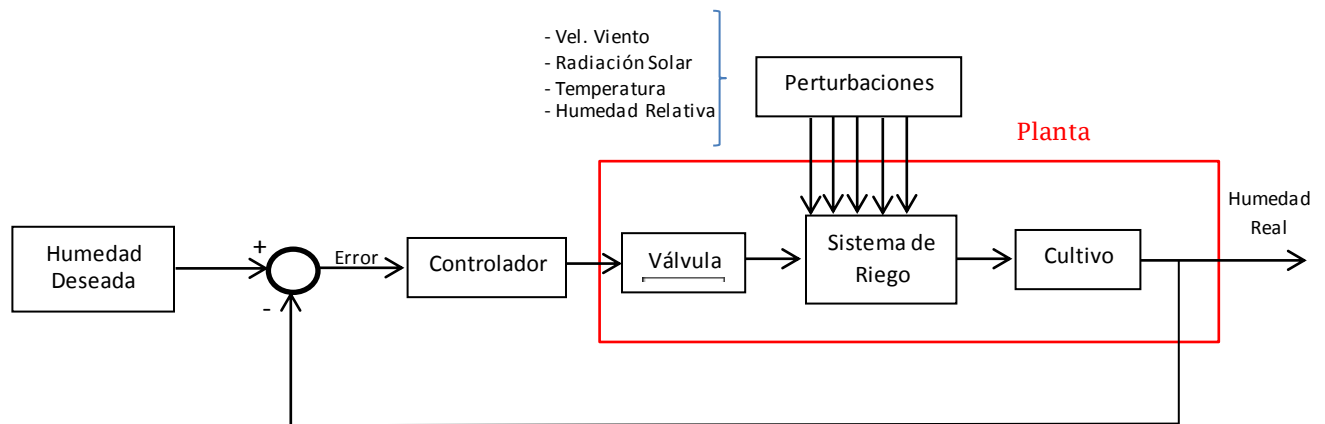 - Vel. Viento
- Radiación Solar
- Temperatura
- Humedad Relativa
Perturbaciones
Planta
Humedad
Real
Humedad
Deseada
+
-
Error
Controlador
Válvula
Sistema de
Riego
Cultivo